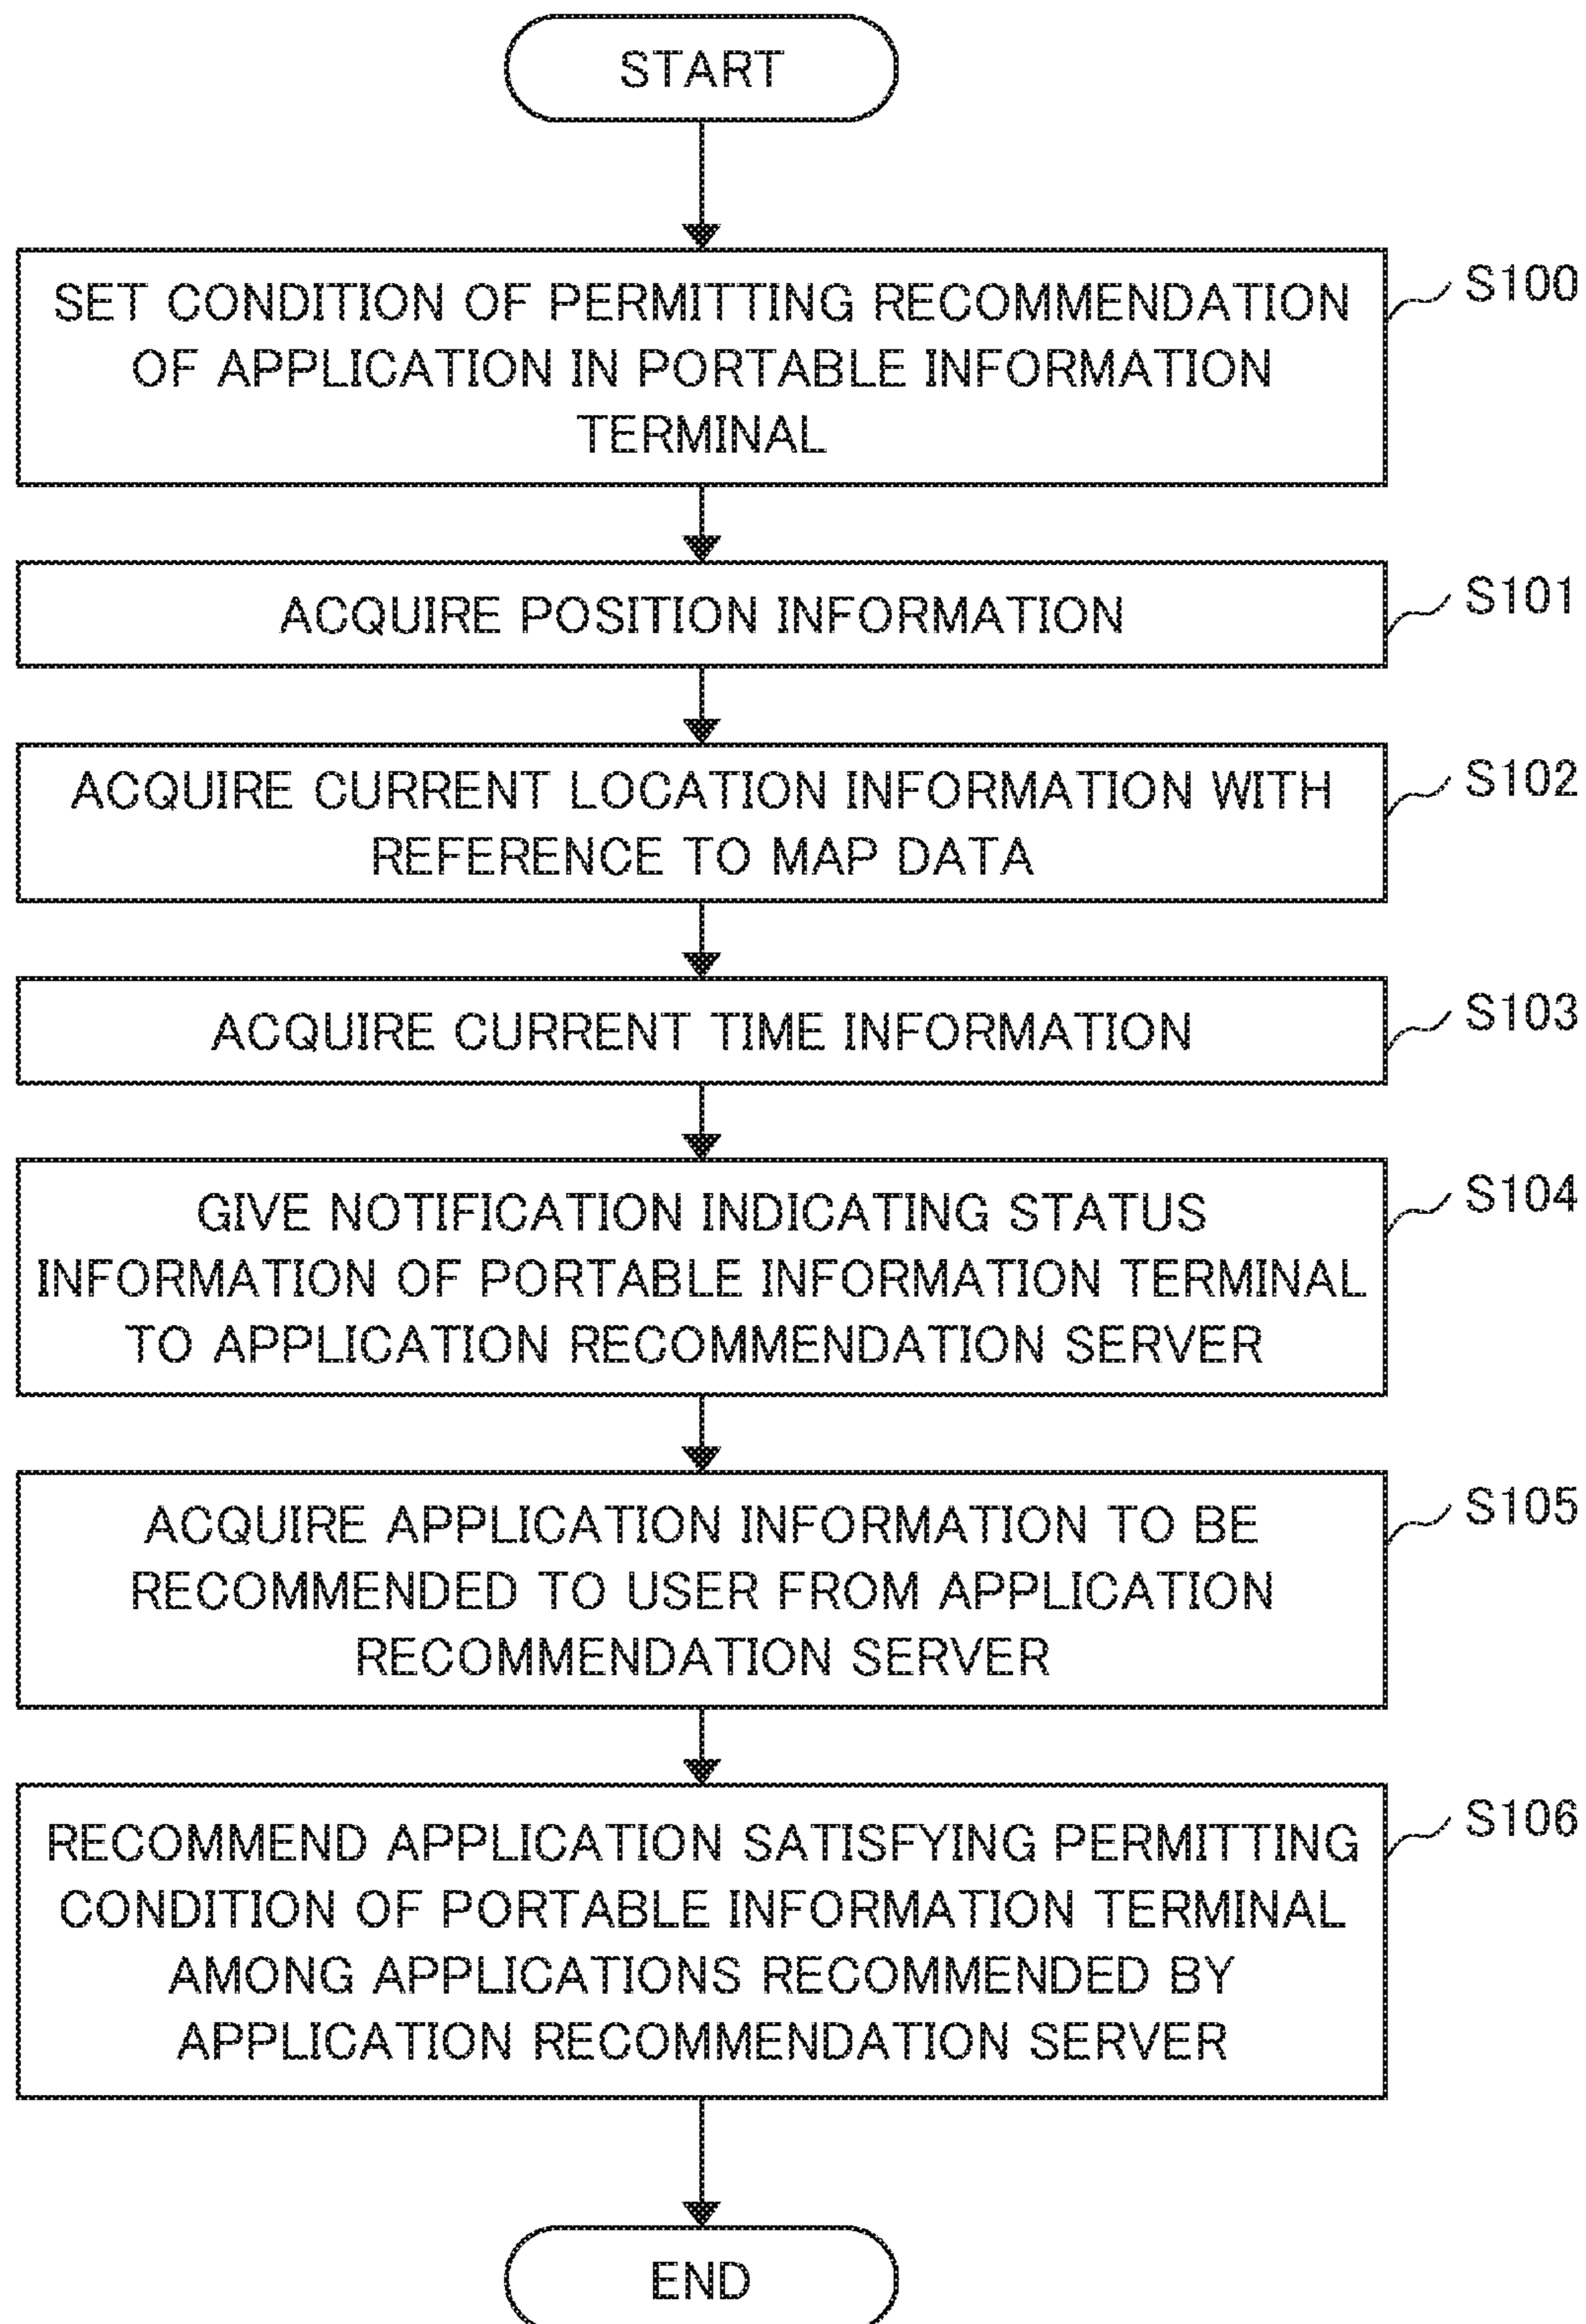 START
SET CONDITION OF PERMITTING RECOMMENDATION
OF APPLICATION IN PORTABLE INFORMATION
TERMINAL
S100
ACQUIRE POSITION INFORMATION
S101
ACQUIRE CURRENT LOCATION INFORMATION WITH
REFERENCE TO MAP DATA
S102
ACQUIRE CURRENT TIME INFORMATION
S103
GIVE NOTIFICATION INDICATING STATUS
INFORMATION OF PORTABLE INFORMATION TERMINAL
TO APPLICATION RECOMMENDATION SERVER
S104
ACQUIRE APPLICATION INFORMATION TO BE
RECOMMENDED TO USER FROM APPLICATION
RECOMMENDATION SERVER
S105
RECOMMEND APPLICATION SATISFYING PERMITTING
CONDITION OF PORTABLE INFORMATION TERMINAL
AMONG APPLICATIONS RECOMMENDED BY
APPLICATION RECOMMENDATION SERVER
S106
END